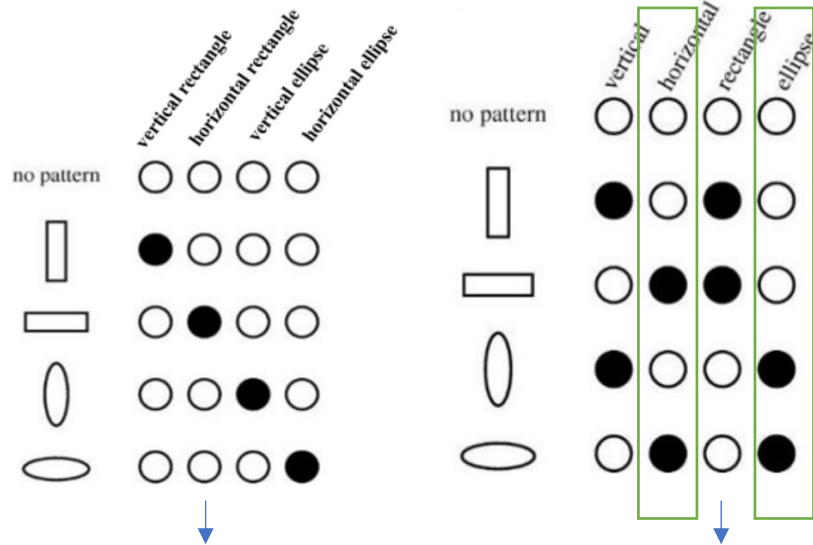 vertical rectangle
horizontal rectangle
vertical ellipse
horizontal ellipse
no pattern
vertical
horizontal
rectangle
ellipse
no pattern